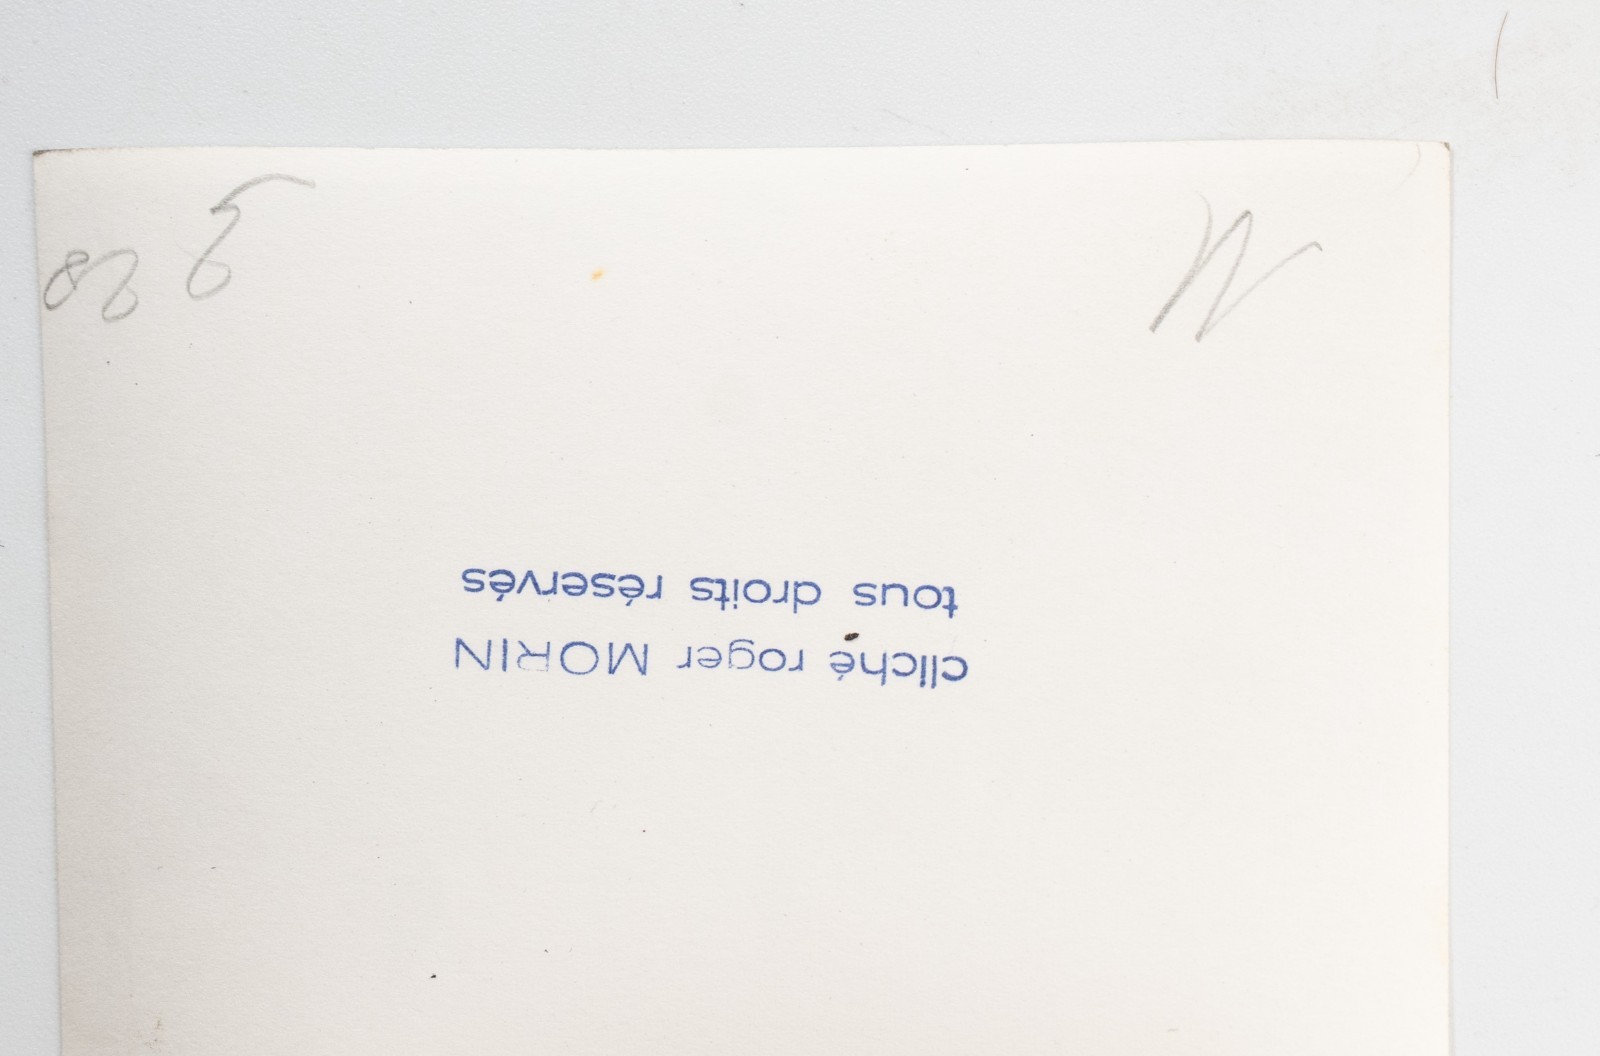 cliché roger MORIN
tous droits réservés